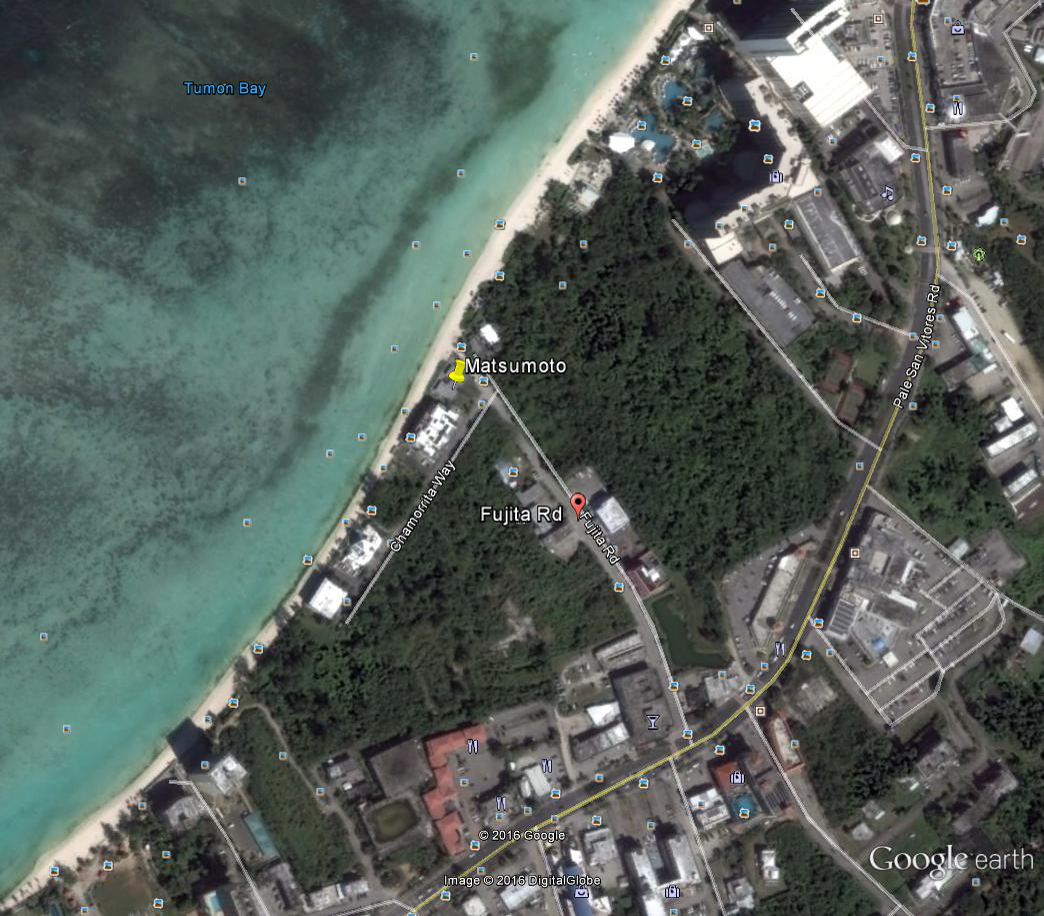 Tumon Bay
Pale San Vitores Rd
Matsumoto
Chamorrita Way
Fujita Rd
Fujita Rd
© 2016 Google
Google earth
Image © 2016 DigitalGlobe